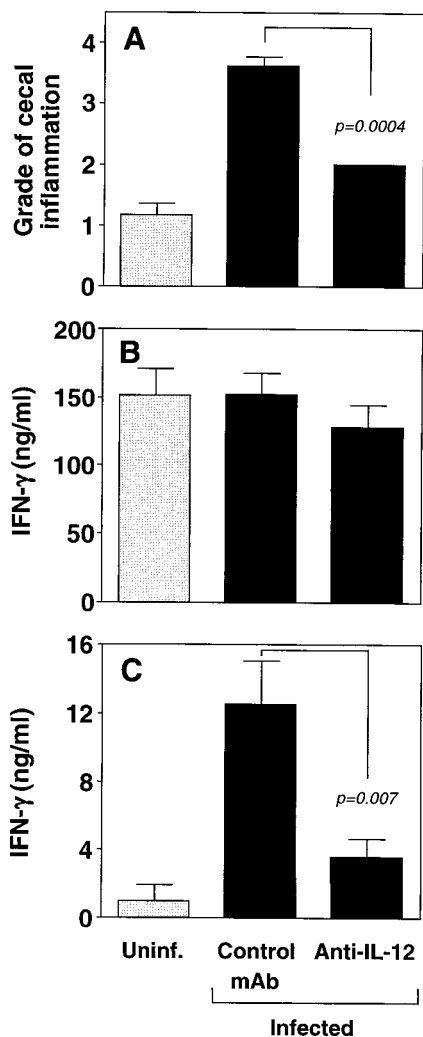 A
4
3
2
1
0
Grade of cecal
inflammation
p=0.0004
B
200
150
100
50
0
IFN-γ (ng/ml)
C
16
12
8
4
0
IFN-γ (ng/ml)
p=0.007
Uninf. Control Anti-IL-12
mAb
Infected